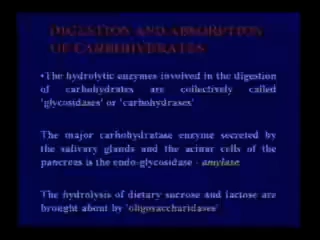 DIGESTION AND ABSORPTION
OF CARBOHYDRATES
•The hydrolytic enzymes involved in the digestion
of carbohydrates are collectively called
'glycosidases' or 'carbohydrases'
The major carbohydratase enzyme secreted by
the salivary glands and the acinar cells of the
pancreas is the endo-glycosidase - amylase
The hydrolysis of dietary sucrose and lactose are
brought about by 'oligosaccharidases'